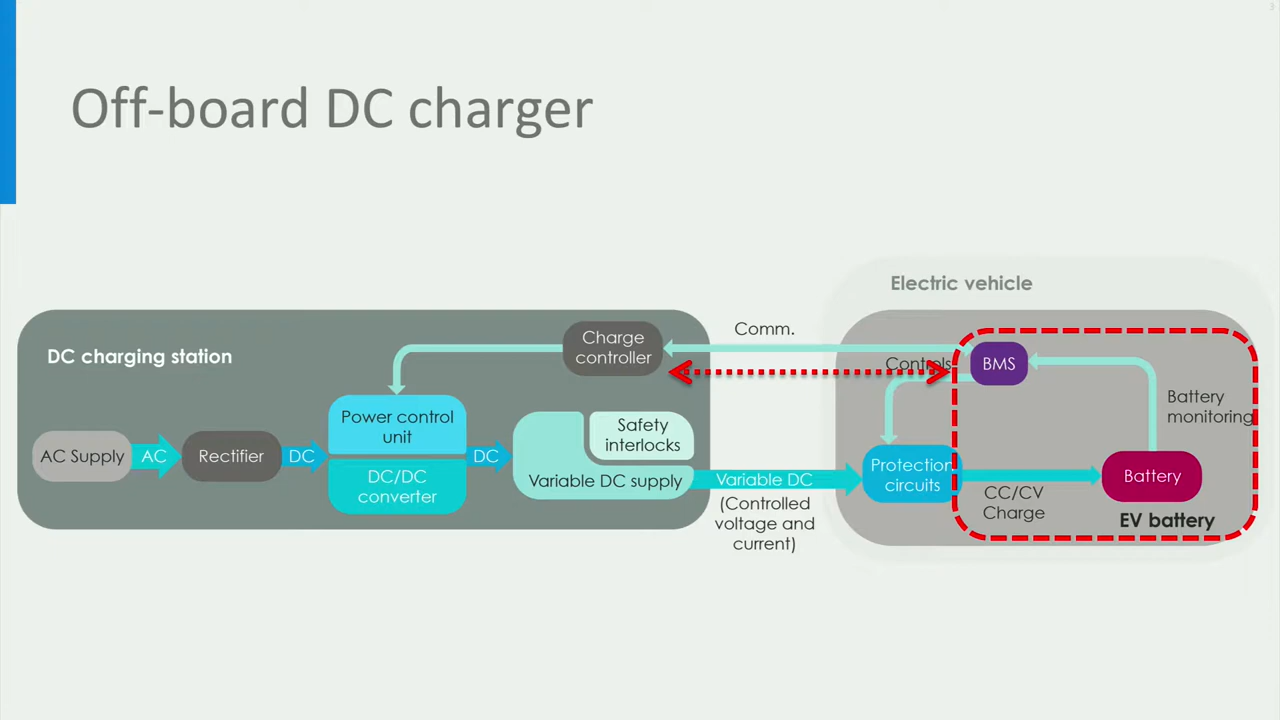 3
Off-board DC charger
Electric vehicle
DC charging station
Charge
controller
Comm.
Controls
BMS
Battery
monitoring
AC Supply
AC
Rectifier
DC
Power control
unit
DC/DC
converter
DC
Safety
interlocks
Variable DC supply
Variable DC
(Controlled
voltage and
current)
Protection
circuits
CC/CV
Charge
Battery
EV battery